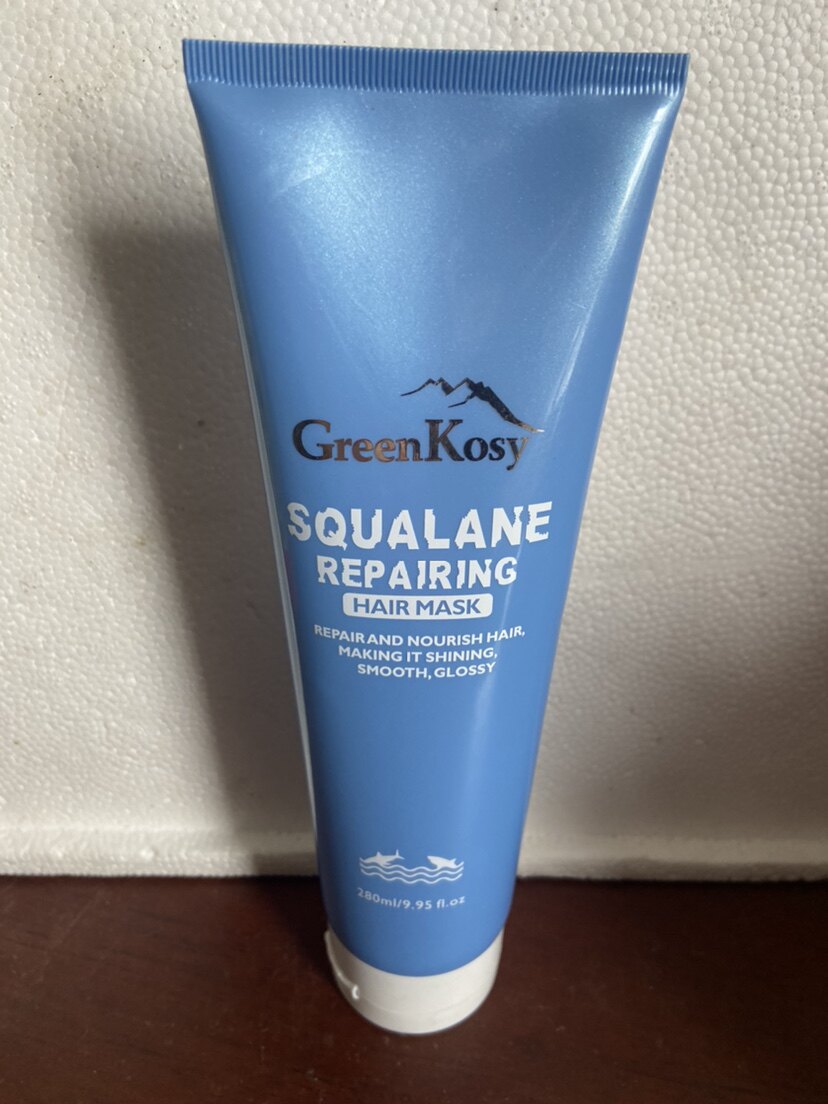 GreenKosy
SQUALANE
REPAIRING
HAIR MASK
REPAIR AND NOURISH HAIR,
MAKING IT SHINING,
SMOOTH, GLOSSY
280ml/9.95 fl.oz